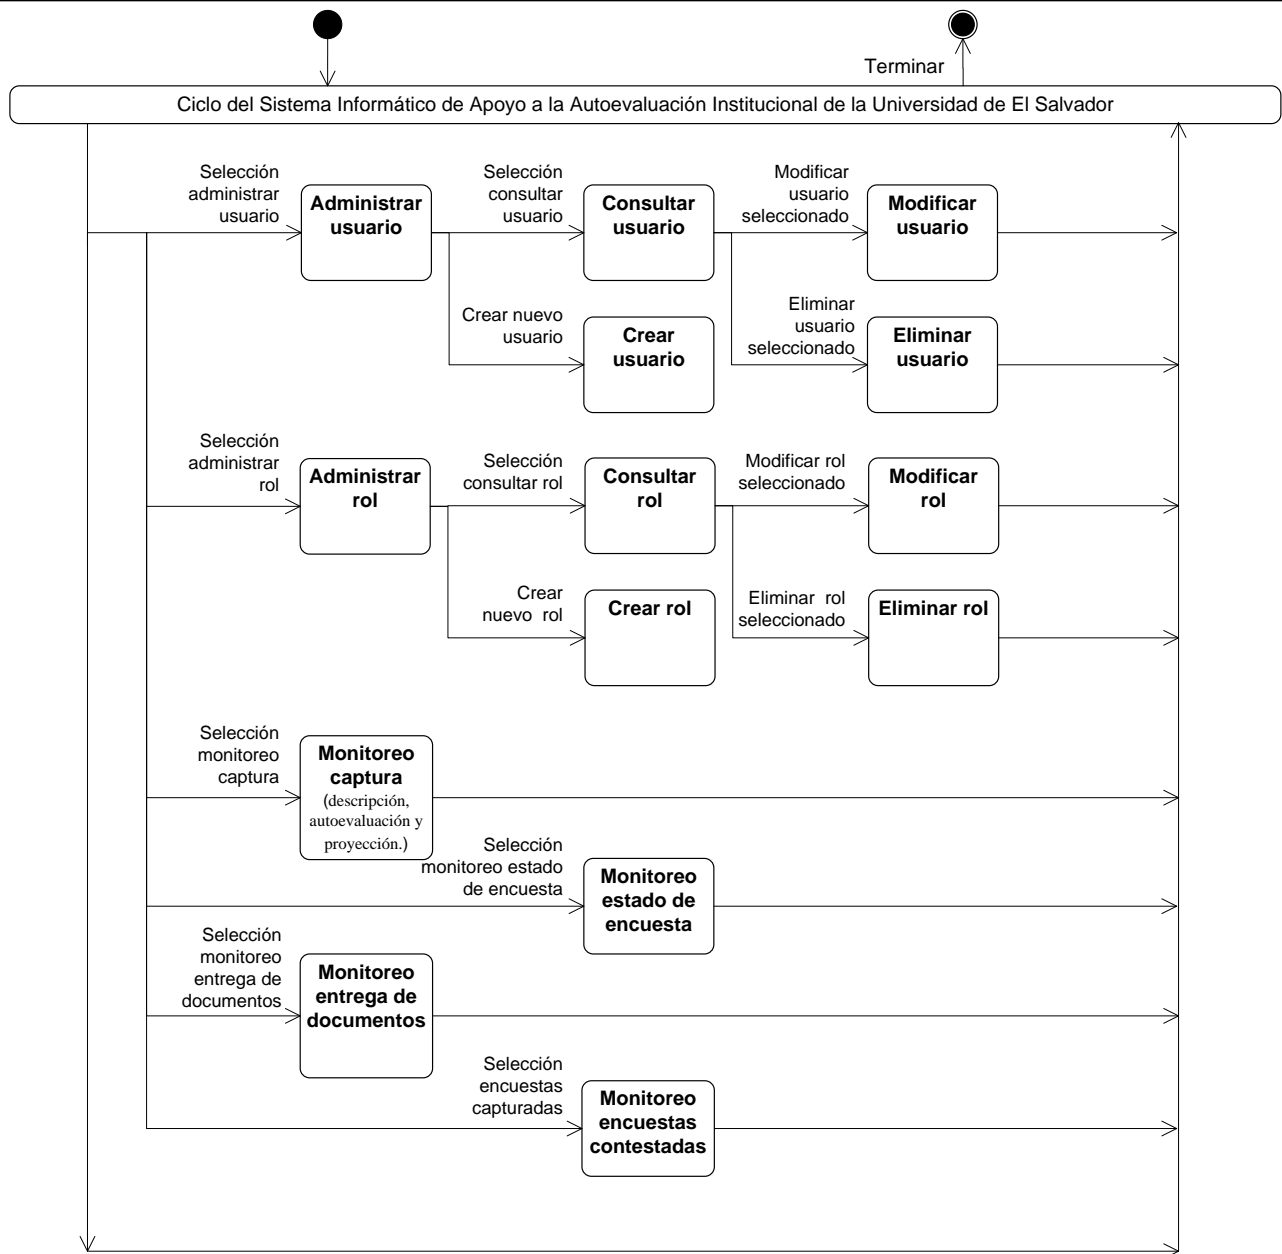 Terminar
Ciclo del Sistema Informático de Apoyo a la Autoevaluación Institucional de la Universidad de El Salvador
Selección
administrar
usuario
Administrar
usuario
Selección
consultar
usuario
Consultar
usuario
Modificar
usuario
seleccionado
Modificar
usuario
Crear nuevo
usuario
Crear
usuario
Eliminar
usuario
seleccionado
Eliminar
usuario
Selección
administrar
rol
Administrar
rol
Selección
consultar rol
Consultar
rol
Modificar rol
seleccionado
Modificar
rol
Crear
nuevo rol
Crear rol
Eliminar rol
seleccionado
Eliminar rol
Selección
monitoreo
captura
Monitoreo
captura
(descripción,
autoevaluación y
proyección.)
Selección
monitoreo estado
de encuesta
Monitoreo
estado de
encuesta
Selección
monitoreo
entrega de
documentos
Monitoreo
entrega de
documentos
Selección
encuestas
capturadas
Monitoreo
encuestas
contestadas